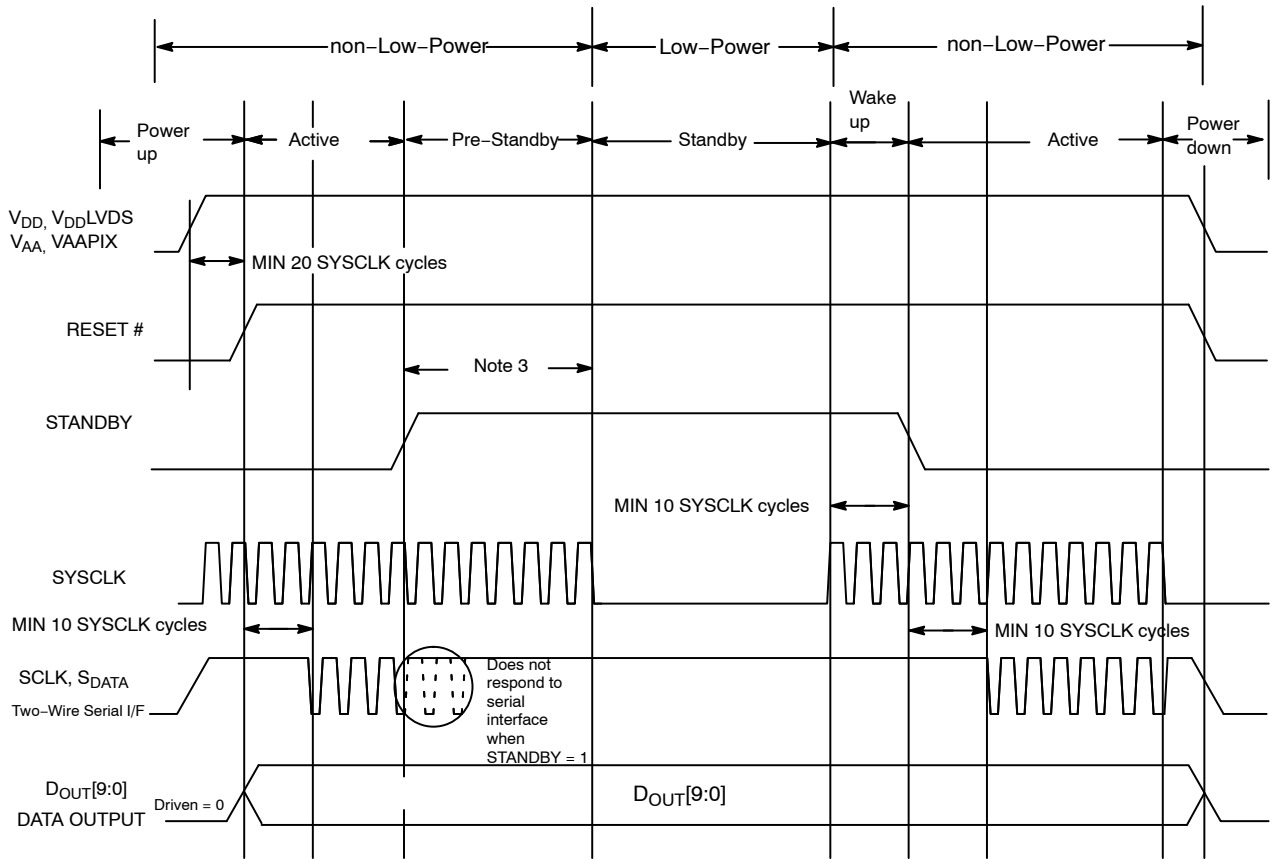 non−Low−Power
Low−Power
non−Low−Power
Power
up
Active
Pre−Standby
Standby
Wake
up
Active
Power
down
VDD, VDDLVDS
VAA, VAAPIX
MIN 20 SYSCLK cycles
RESET #
Note 3
STANDBY
MIN 10 SYSCLK cycles
SYSCLK
MIN 10 SYSCLK cycles
MIN 10 SYSCLK cycles
SCLK, SDATA
Two−Wire Serial I/F
Does not
respond to
serial
interface
when
STANDBY = 1
DOUT[9:0]
DATA OUTPUT
Driven = 0
DOUT[9:0]